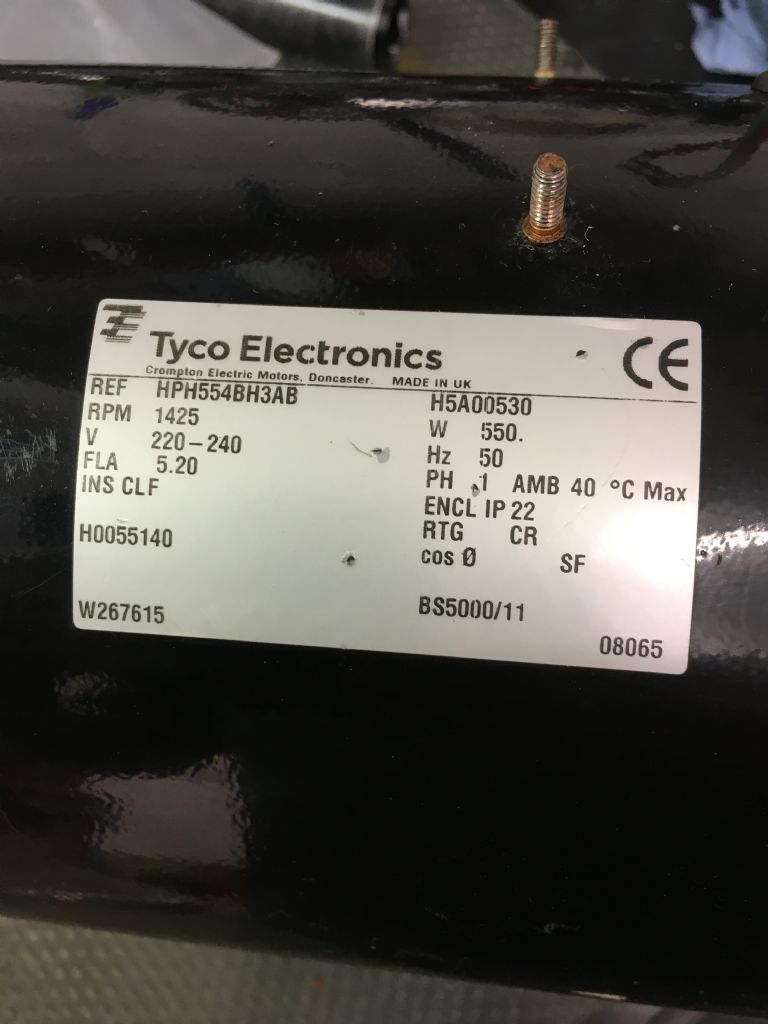 Tyco Electronics CE
Crompton Electric Motors, Doncaster. MADE IN UK
REF HPH554BH3AB H5A00530
RPM 1425 W 550.
V 220-240 Hz 50
FLA 5.20 PH 1 AMB 40 °C Max
INS CL F ENCL IP 22
RTG CR
H0055140 cos Ø SF
W267615 BS5000/11
08065